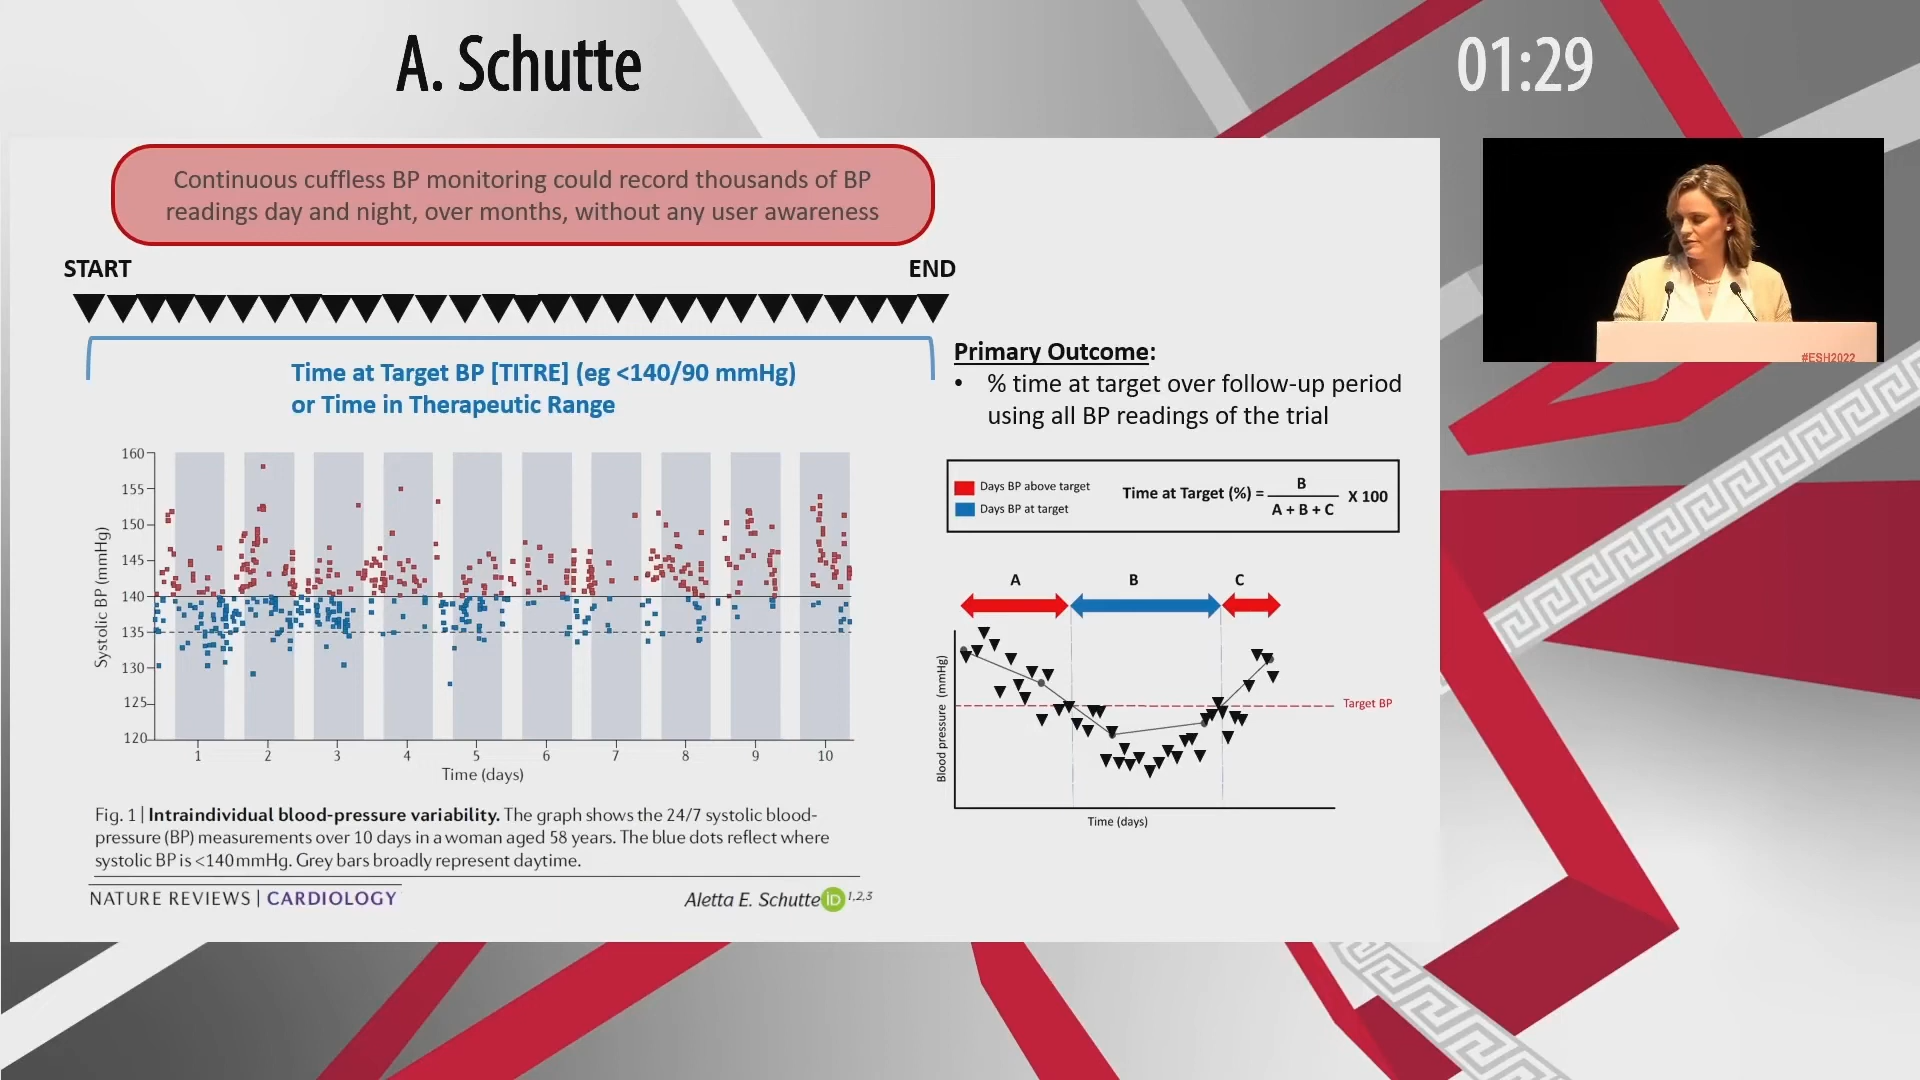 A. Schutte
01:29
Continuous cuffless BP monitoring could record thousands of BP
readings day and night, over months, without any user awareness
START
END
Time at Target BP [TITRE] (eg <140/90 mmHg)
or Time in Therapeutic Range
Primary Outcome:
• % time at target over follow-up period
using all BP readings of the trial
Days BP above target
Days BP at target
Time at Target (%) = B / A + B + C X 100
160
155
150
145
140
135
130
125
120
Systolic BP (mmHg)
1 2 3 4 5 6 7 8 9 10
Time (days)
A B C
Blood pressure (mmHg)
Target BP
Time (days)
Fig. 1 | Intraindividual blood-pressure variability. The graph shows the 24/7 systolic blood-
pressure (BP) measurements over 10 days in a woman aged 58 years. The blue dots reflect where
systolic BP is <140 mmHg. Grey bars broadly represent daytime.
NATURE REVIEWS | CARDIOLOGY
Aletta E. Schutte iD 1,2,3
#ESH2022